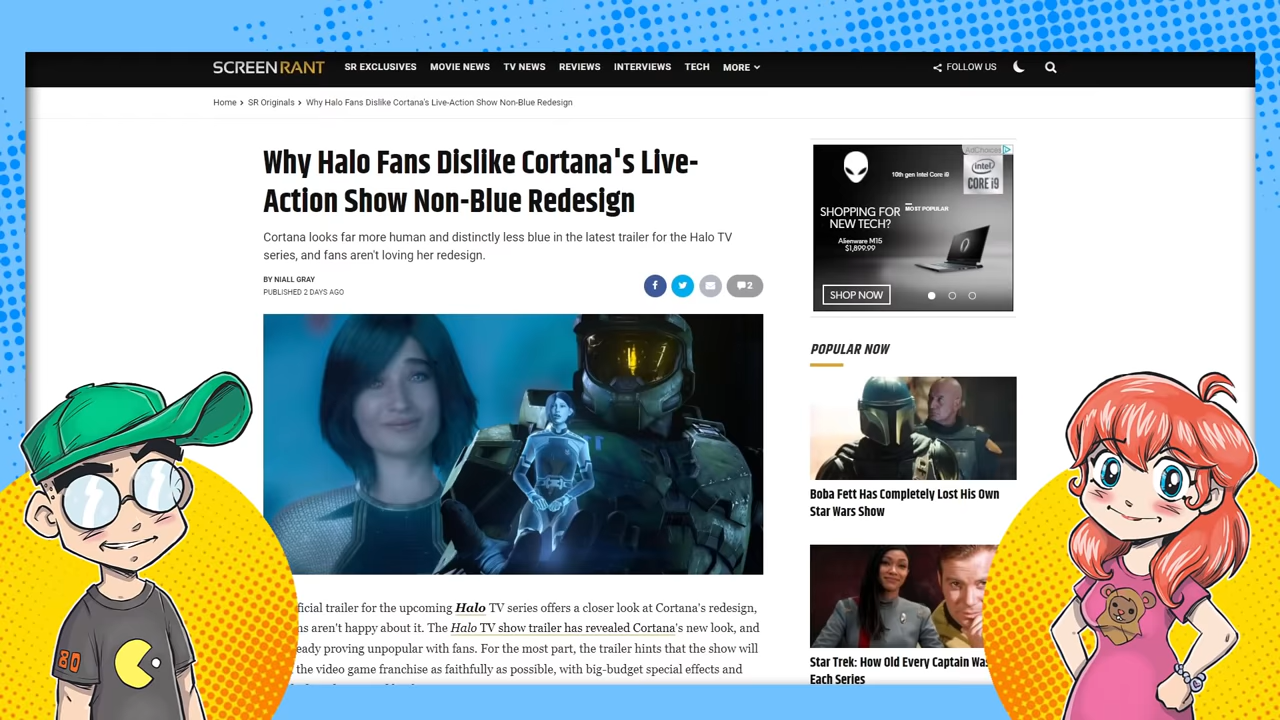 SCREENRANT
SR EXCLUSIVES MOVIE NEWS TV NEWS REVIEWS INTERVIEWS TECH MORE
FOLLOW US
Home > SR Originals > Why Halo Fans Dislike Cortana's Live-Action Show Non-Blue Redesign
Why Halo Fans Dislike Cortana's Live-
Action Show Non-Blue Redesign
Cortana looks far more human and distinctly less blue in the latest trailer for the Halo TV
series, and fans aren't loving her redesign.
BY NIALL GRAY
PUBLISHED 2 DAYS AGO
2
ficial trailer for the upcoming Halo TV series offers a closer look at Cortana's redesign,
ns aren't happy about it. The Halo TV show trailer has revealed Cortana's new look, and
eady proving unpopular with fans. For the most part, the trailer hints that the show will
the video game franchise as faithfully as possible, with big-budget special effects and
AdChoices
10th gen Intel Core i9
intel
CORE i9
SHOPPING FOR
NEW TECH?
MOST POPULAR
Alienware M15
$1,899.99
SHOP NOW
POPULAR NOW
Boba Fett Has Completely Lost His Own
Star Wars Show
Star Trek: How Old Every Captain Was
Each Series
80